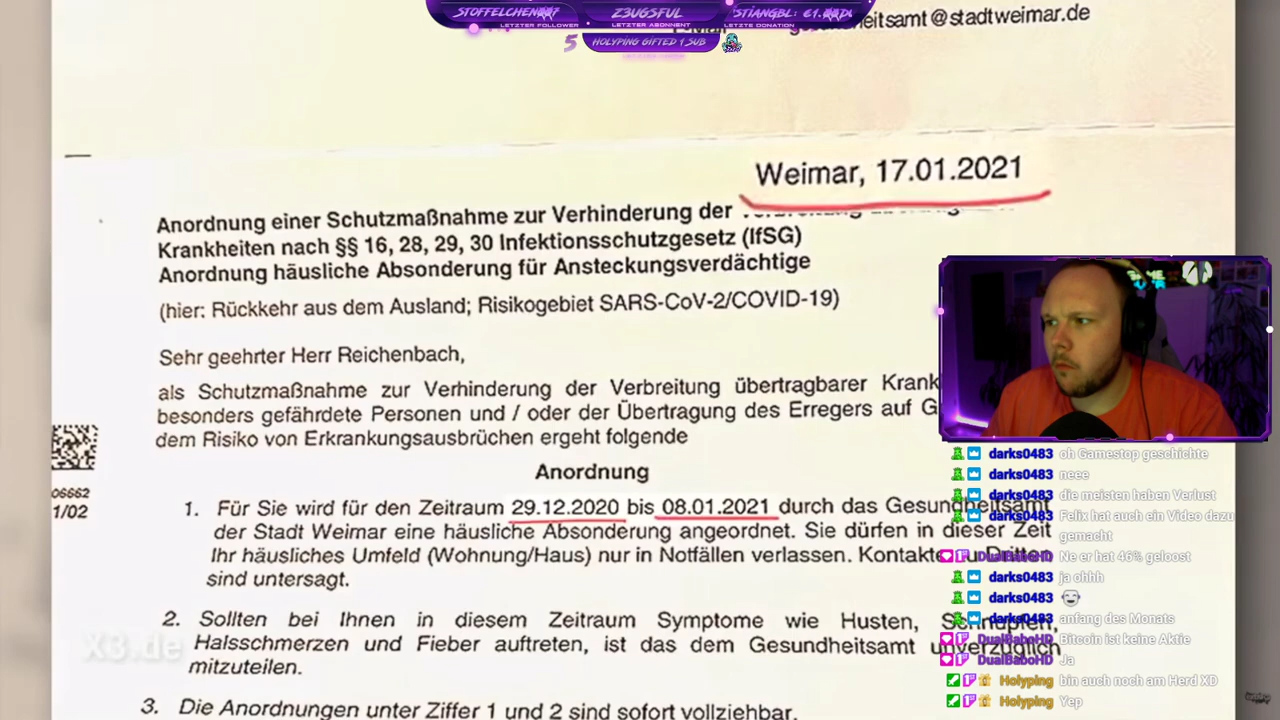 STOFFELCHEN
LETZTER FOLLOWER
Z3UGSFUL
LETZTER ABONNENT
STIANGBL: €1.
LETZTE DONATION
5
HOLYPING GIFTED 1 SUB
@stadtweimar.de
Weimar, 17.01.2021
Anordnung einer Schutzmaßnahme zur Verhinderung der
Krankheiten nach §§ 16, 28, 29, 30 Infektionsschutzgesetz (IfSG)
Anordnung häusliche Absonderung für Ansteckungsverdächtige
(hier: Rückkehr aus dem Ausland; Risikogebiet SARS-CoV-2/COVID-19)
Sehr geehrter Herr Reichenbach,
als Schutzmaßnahme zur Verhinderung der Verbreitung übertragbarer Krank
besonders gefährdete Personen und / oder der Übertragung des Erregers auf G
dem Risiko von Erkrankungsausbrüchen ergeht folgende
Anordnung
06662
1/02
1. Für Sie wird für den Zeitraum 29.12.2020 bis 08.01.2021 durch das Gesundheitsamt
der Stadt Weimar eine häusliche Absonderung angeordnet. Sie dürfen in dieser Zeit
Ihr häusliches Umfeld (Wohnung/Haus) nur in Notfällen verlassen. Kontakte zu Dritten
sind untersagt.
2. Sollten bei Ihnen in diesem Zeitraum Symptome wie Husten, Schnupfen,
Halsschmerzen und Fieber auftreten, ist das dem Gesundheitsamt unverzüglich
mitzuteilen.
3. Die Anordnungen unter Ziffer 1 und 2 sind sofort vollziehbar.
X3.de
darks0483 oh Gamestop geschichte
darks0483 neee
darks0483 die meisten haben Verlust
darks0483 Felix hat auch ein Video dazu
gemacht
DualBaboHD Ne er hat 46% geloost
darks0483 ja ohhh
darks0483
darks0483 anfang des Monats
DualBaboHD Bitcoin ist keine Aktie
DualBaboHD Ja
Holyping bin auch noch am Herd XD
Holyping Yep